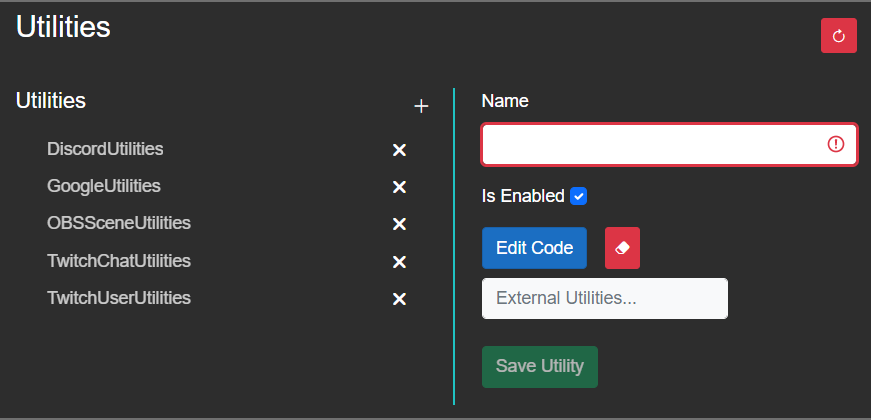 Utilities
Utilities
DiscordUtilities
GoogleUtilities
OBSSceneUtilities
TwitchChatUtilities
TwitchUserUtilities
Name
Is Enabled
Edit Code
External Utilities...
Save Utility